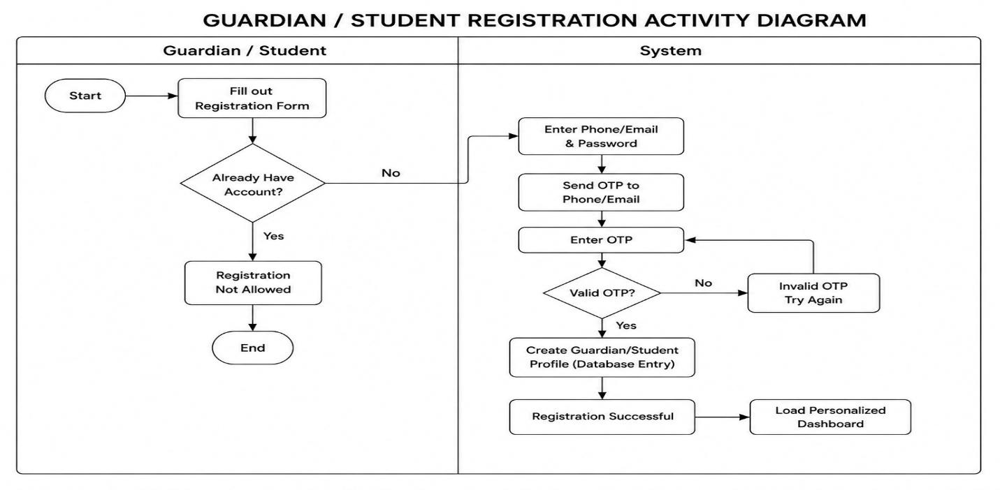 GUARDIAN / STUDENT REGISTRATION ACTIVITY DIAGRAM
Guardian / Student
System
Start
Fill out
Registration Form
Already Have
Account?
No
Yes
Registration
Not Allowed
End
Enter Phone/Email
& Password
Send OTP to
Phone/Email
Enter OTP
Valid OTP?
No
Invalid OTP
Try Again
Yes
Create Guardian/Student
Profile (Database Entry)
Registration Successful
Load Personalized
Dashboard